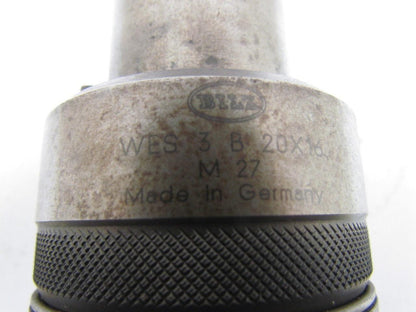 BILZ
WES 3 B 20X16
M 27
Made In Germany